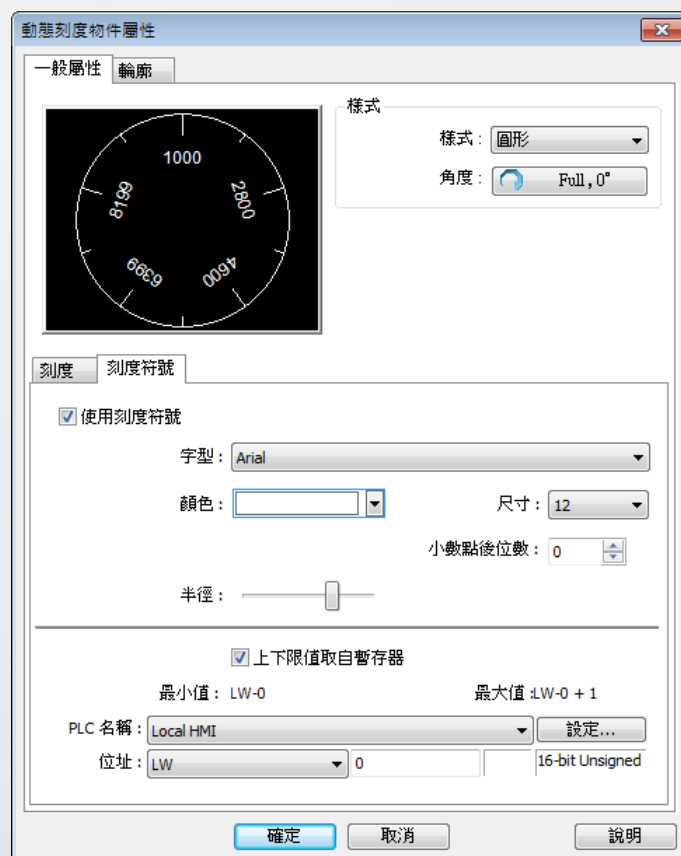 動態刻度物件屬性
一般屬性 輪廓
樣式
樣式： 圓形
角度： Full,0°
1000
2800
4600
6399
8199
刻度 刻度符號
使用刻度符號
字型： Arial
顏色： 尺寸： 12
小數點後位數： 0
半徑：
上下限值取自暫存器
最小值： LW-0 最大值:LW-0 + 1
PLC 名稱： Local HMI 設定...
位址： LW 0 16-bit Unsigned
確定 取消 說明